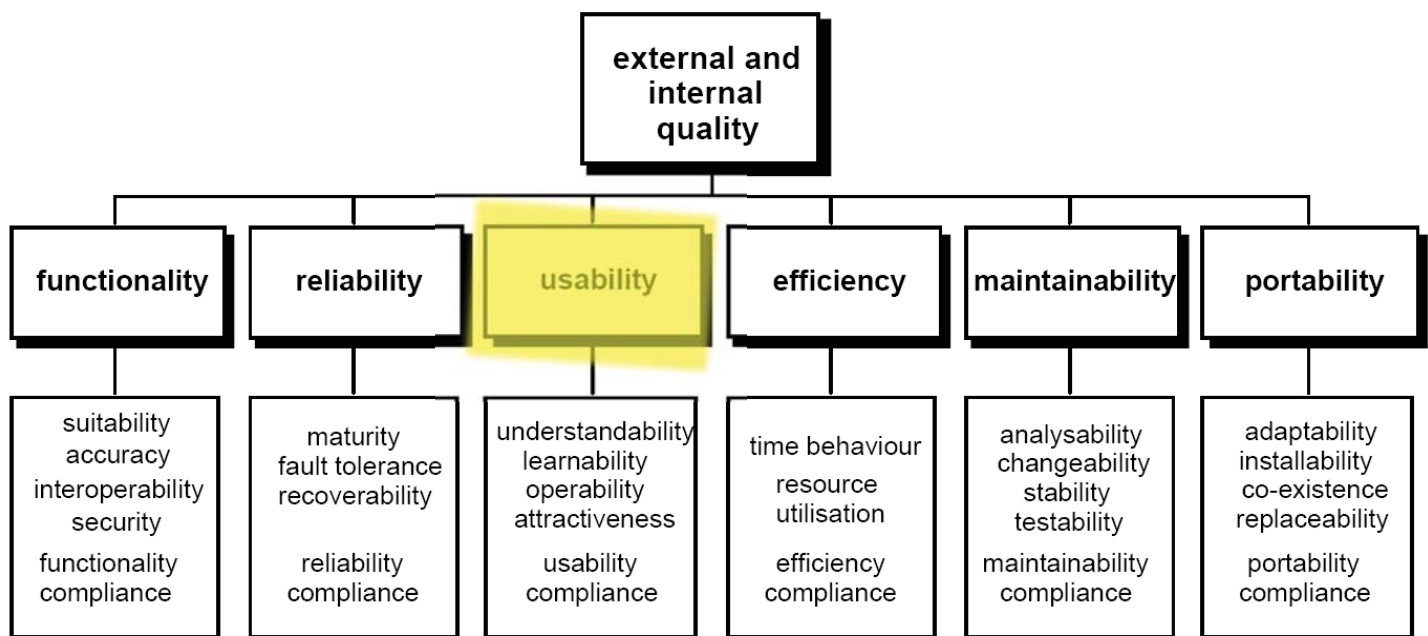 external and
internal
quality
functionality
reliability
usability
efficiency
maintainability
portability
suitability
accuracy
interoperability
security
functionality
compliance
maturity
fault tolerance
recoverability
reliability
compliance
understandability
learnability
operability
attractiveness
usability
compliance
time behaviour
resource
utilisation
efficiency
compliance
analysability
changeability
stability
testability
maintainability
compliance
adaptability
installability
co-existence
replaceability
portability
compliance